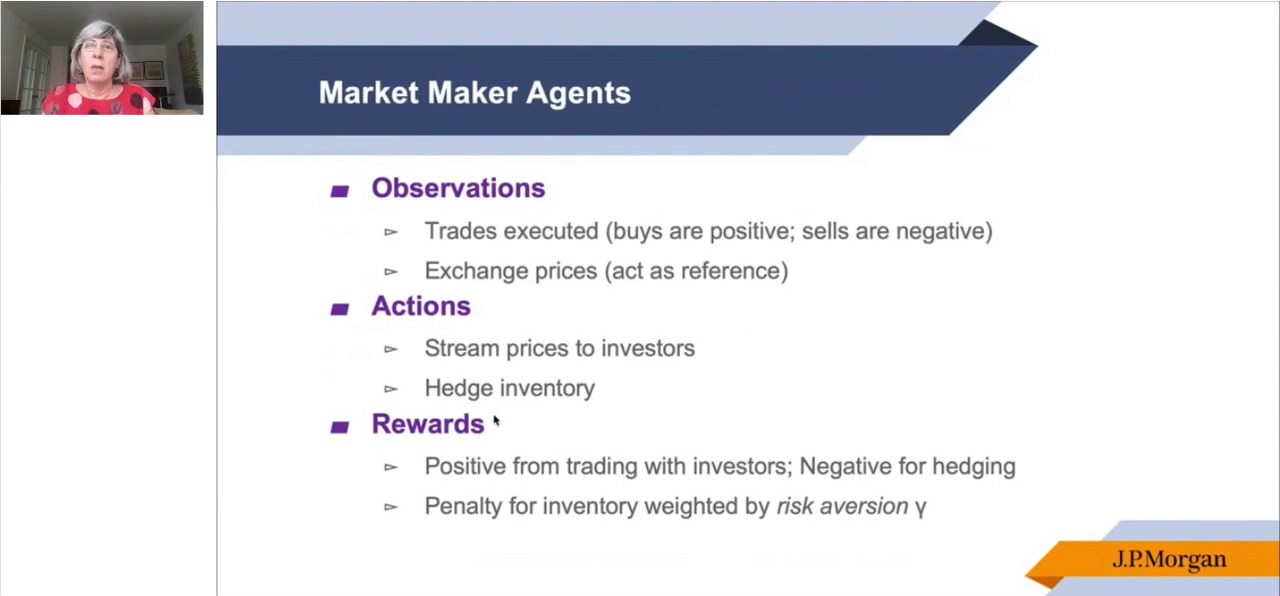 Market Maker Agents
Observations
Trades executed (buys are positive; sells are negative)
Exchange prices (act as reference)
Actions
Stream prices to investors
Hedge inventory
Rewards
Positive from trading with investors; Negative for hedging
Penalty for inventory weighted by risk aversion γ
J.P.Morgan